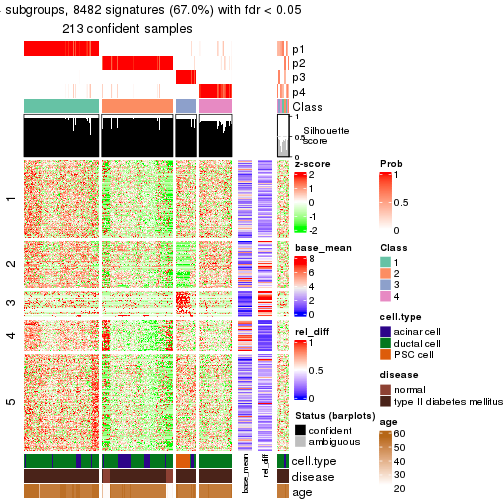 subgroups, 8482 signatures (67.0%) with fdr < 0.05
213 confident samples
p1
p2
p3
p4
Class
1
0.5
0
Silhouette
score
1
2
3
4
5
z-score
2
1
0
-1
-2
base_mean
8
6
4
2
0
rel_diff
1
0.5
0
Status (barplots)
confident
ambiguous
Prob
1
0.5
0
Class
1
2
3
4
cell.type
acinar cell
ductal cell
PSC cell
disease
normal
type II diabetes mellitus
age
60
50
40
30
20
base_mean
rel_diff
cell.type
disease
age